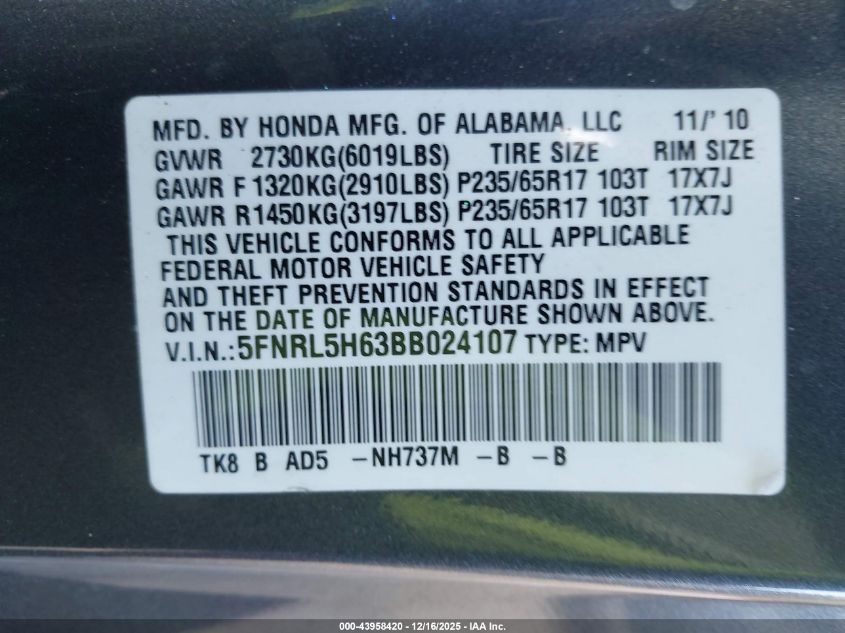 MFD. BY HONDA MFG. OF ALABAMA, LLC 11/'10
GVWR 2730KG(6019LBS) TIRE SIZE RIM SIZE
GAWR F 1320KG(2910LBS) P235/65R17 103T 17X7J
GAWR R1450KG(3197LBS) P235/65R17 103T 17X7J
THIS VEHICLE CONFORMS TO ALL APPLICABLE
FEDERAL MOTOR VEHICLE SAFETY
AND THEFT PREVENTION STANDARDS IN EFFECT
ON THE DATE OF MANUFACTURE SHOWN ABOVE.
V.I.N.:5FNRL5H63BB024107 TYPE: MPV
TK8 B AD5 -NH737M -B -B
000-43958420 - 12/16/2025 - IAA Inc.